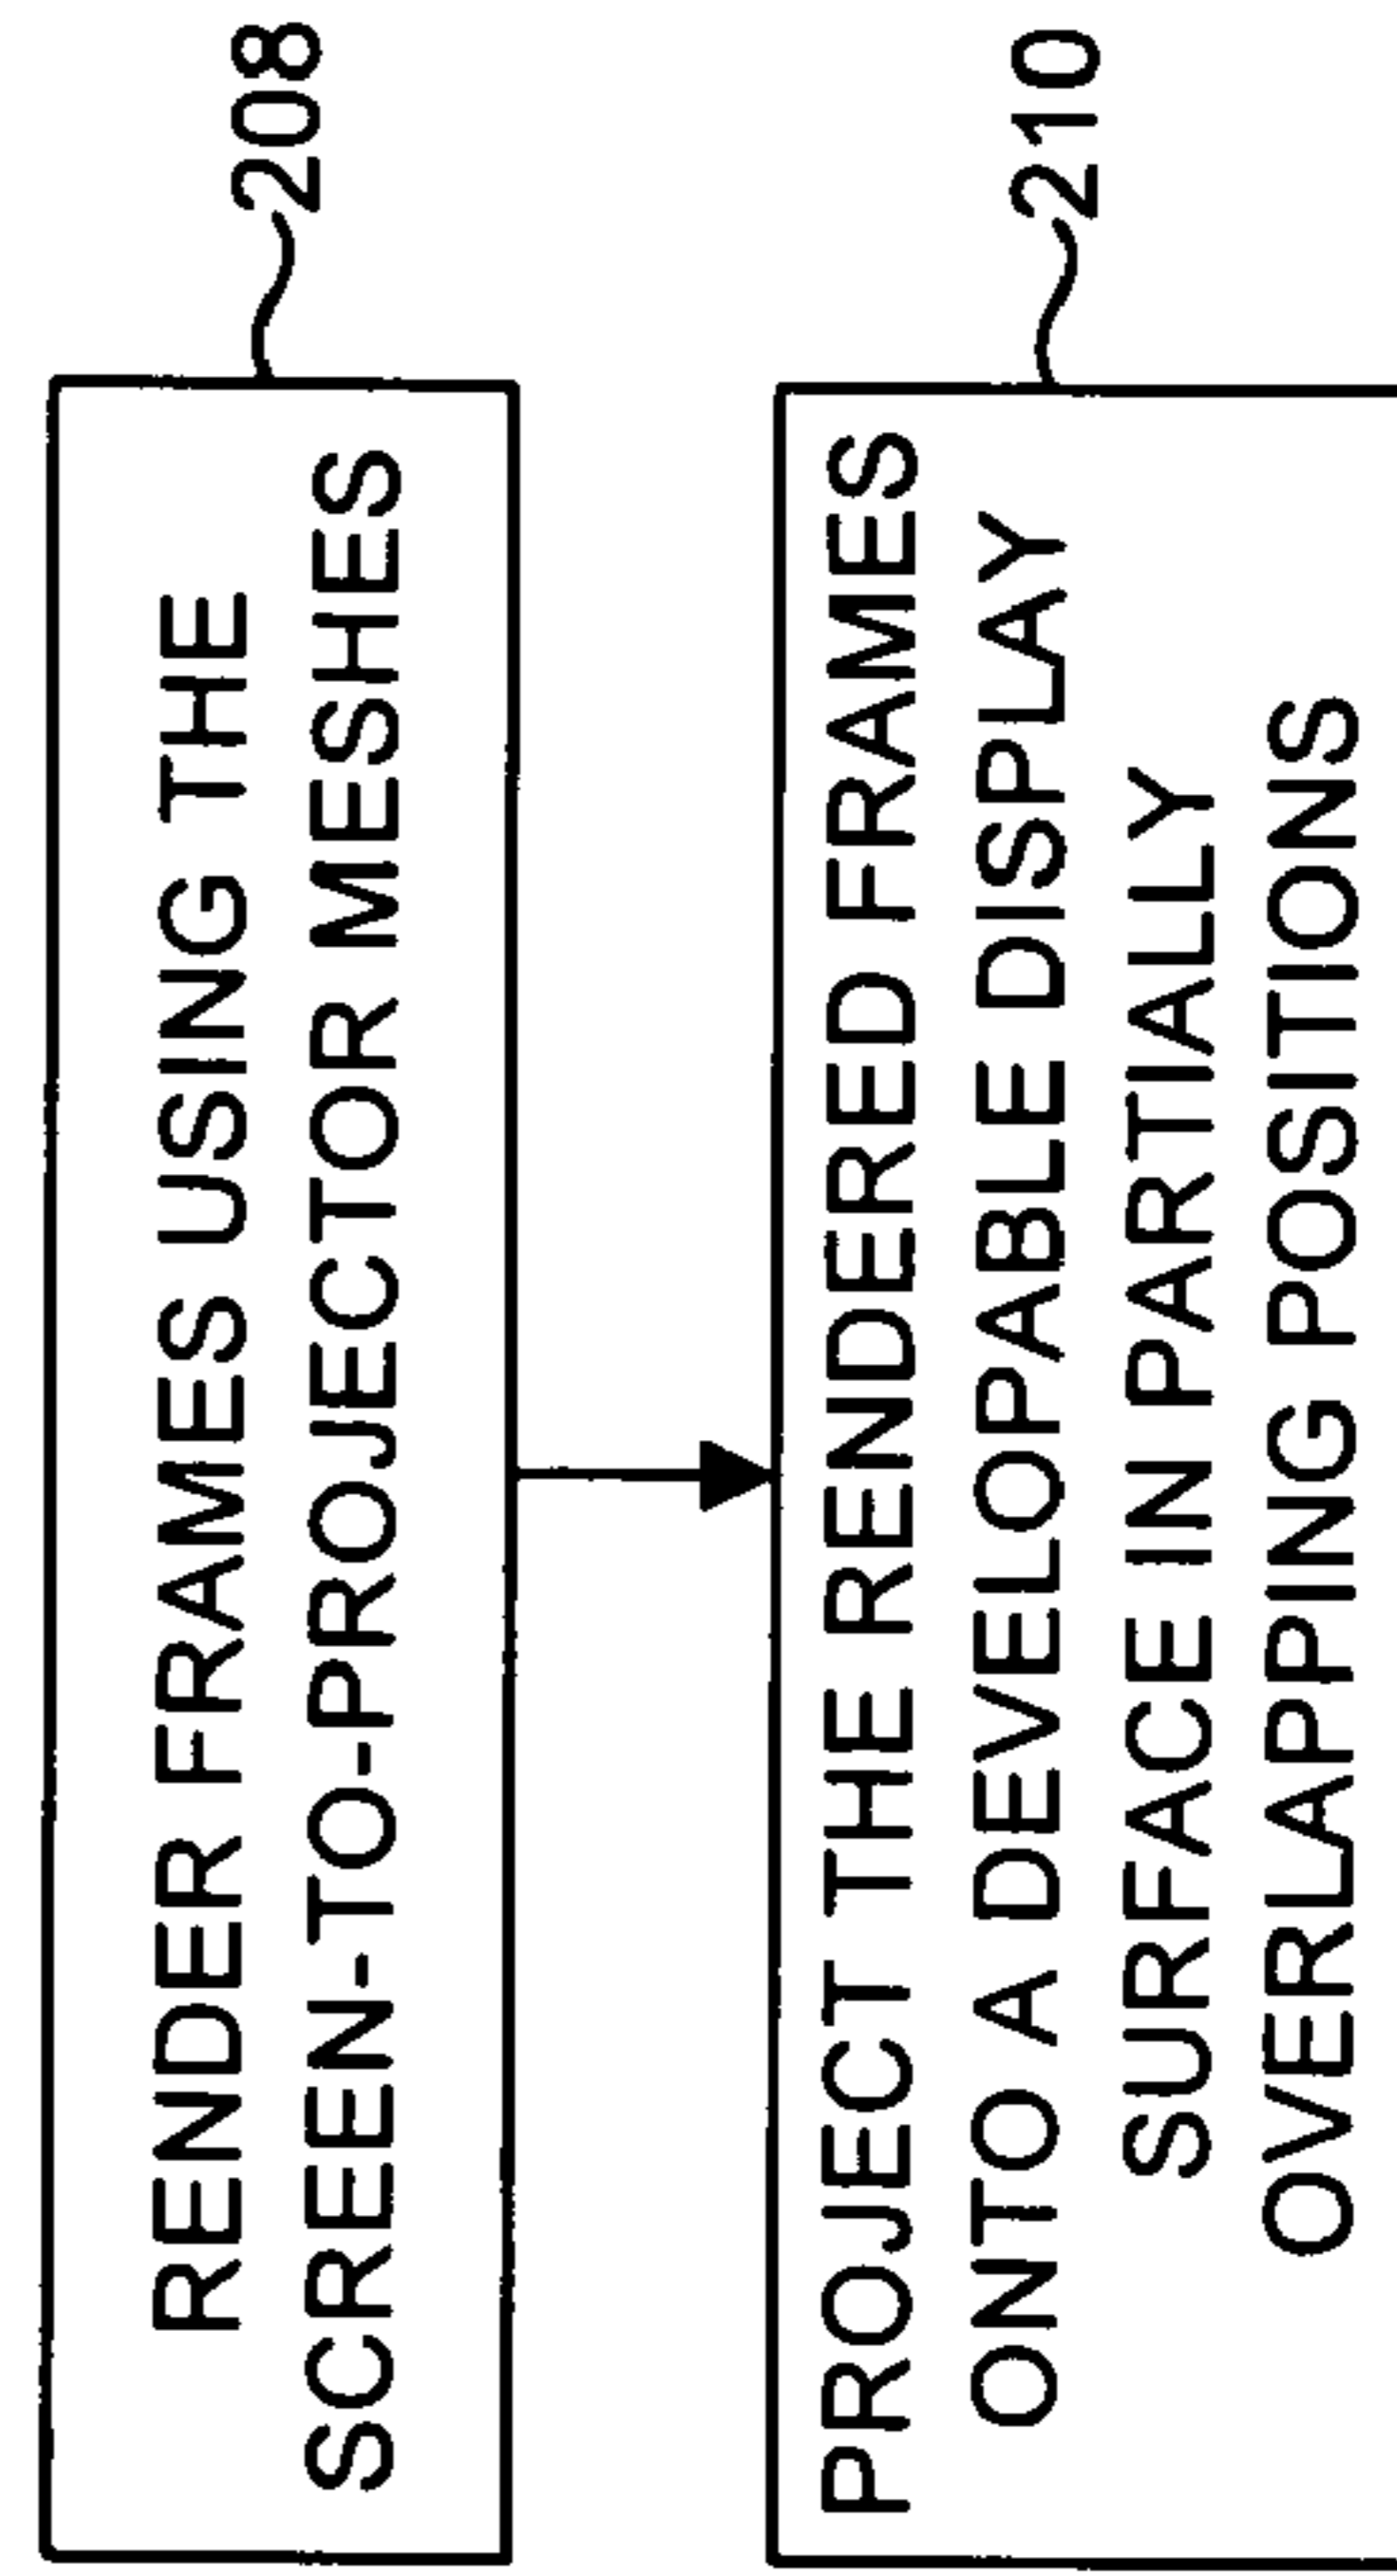 RENDER FRAMES USING THE
SCREEN-TO-PROJECTOR MESHES
208
PROJECT THE RENDERED FRAMES
ONTO A DEVELOPABLE DISPLAY
SURFACE IN PARTIALLY
OVERLAPPING POSITIONS
210